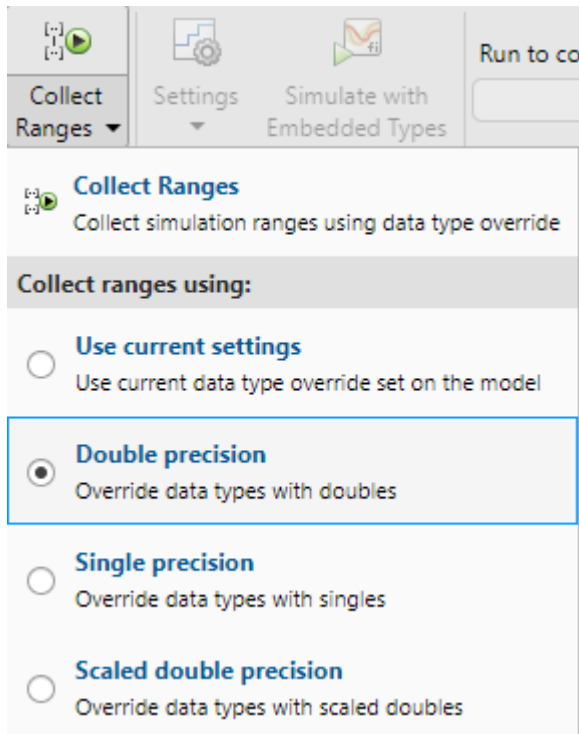 Collect
Ranges
Settings
Simulate with
Embedded Types
fi
Run to co
Collect Ranges
Collect simulation ranges using data type override
Collect ranges using:
Use current settings
Use current data type override set on the model
Double precision
Override data types with doubles
Single precision
Override data types with singles
Scaled double precision
Override data types with scaled doubles